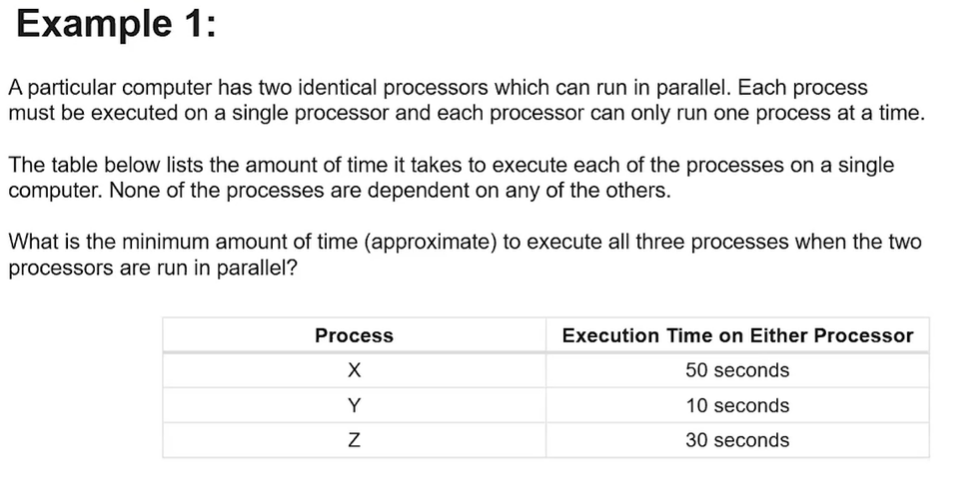 Example 1:
A particular computer has two identical processors which can run in parallel. Each process
must be executed on a single processor and each processor can only run one process at a time.
The table below lists the amount of time it takes to execute each of the processes on a single
computer. None of the processes are dependent on any of the others.
What is the minimum amount of time (approximate) to execute all three processes when the two
processors are run in parallel?
Process Execution Time on Either Processor
X 50 seconds
Y 10 seconds
Z 30 seconds